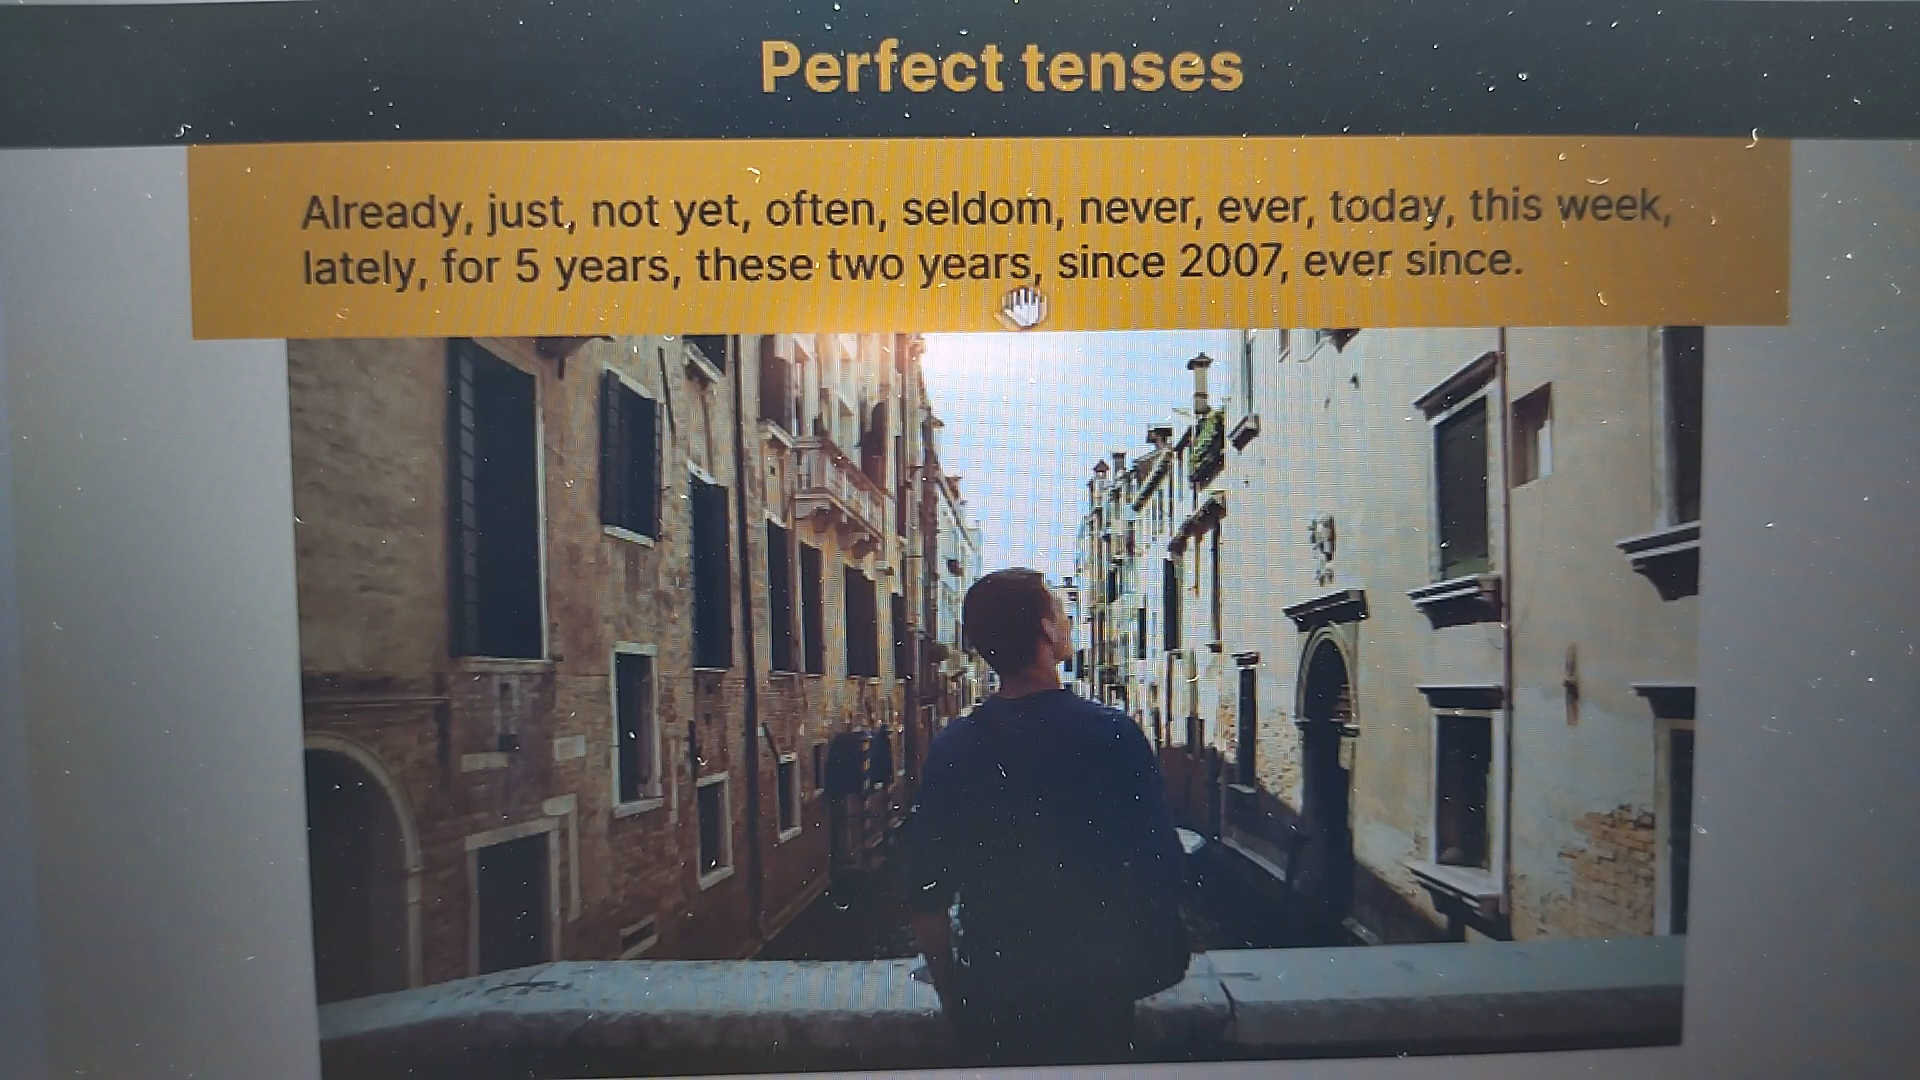 Perfect tenses
Already, just, not yet, often, seldom, never, ever, today, this week,
lately, for 5 years, these two years, since 2007, ever since.